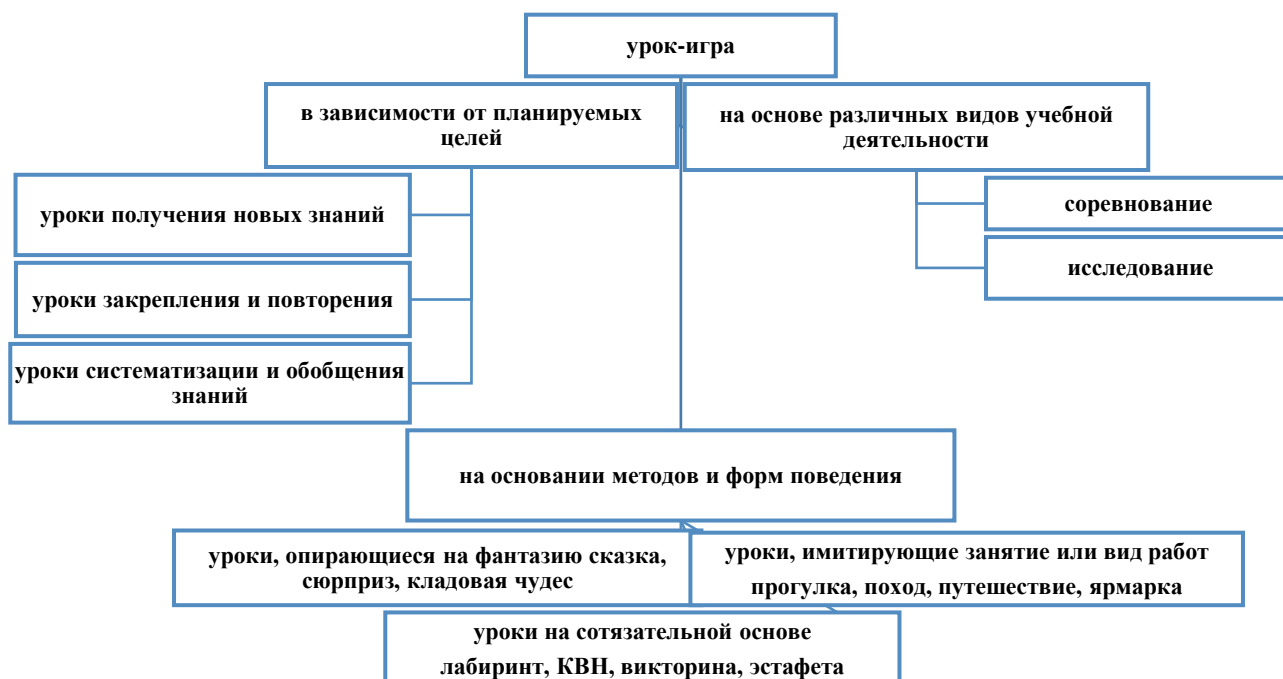 урок-игра
в зависимости от планируемых
целей
на основе различных видов учебной
деятельности
уроки получения новых знаний
уроки закрепления и повторения
уроки систематизации и обобщения
знаний
соревнование
исследование
на основании методов и форм поведения
уроки, опирающиеся на фантазию сказка,
сюрприз, кладовая чудес
уроки, имитирующие занятие или вид работ
прогулка, поход, путешествие, ярмарка
уроки на сотязательной основе
лабиринт, КВН, викторина, эстафета